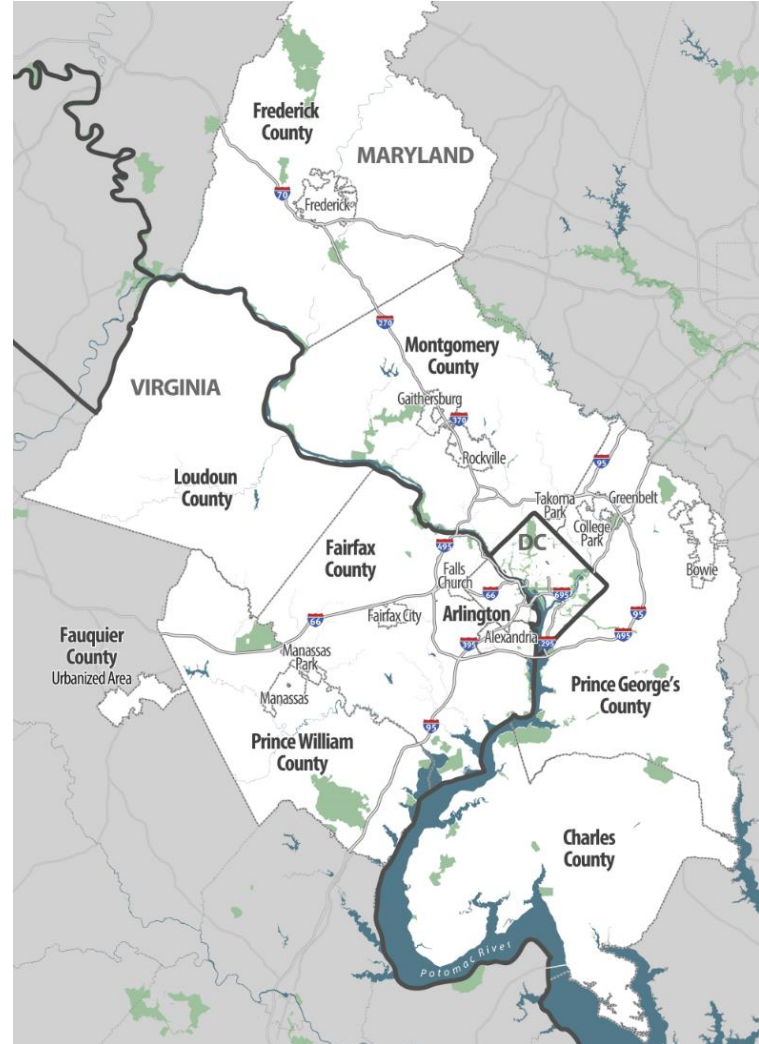 Frederick
County
MARYLAND
70
Frederick
270
Montgomery
County
VIRGINIA
Gaithersburg
370
Rockville
95
Loudoun
County
Takoma
Park
Greenbelt
College
Park
DC
Fairfax
County
495
Falls
Church
66
695
Bowie
Arlington
95
66
Fairfax City
Alexandria
395
295
495
Fauquier
County
Urbanized Area
Manassas
Park
Manassas
Prince George's
County
95
Prince William
County
Charles
County
Potomac River